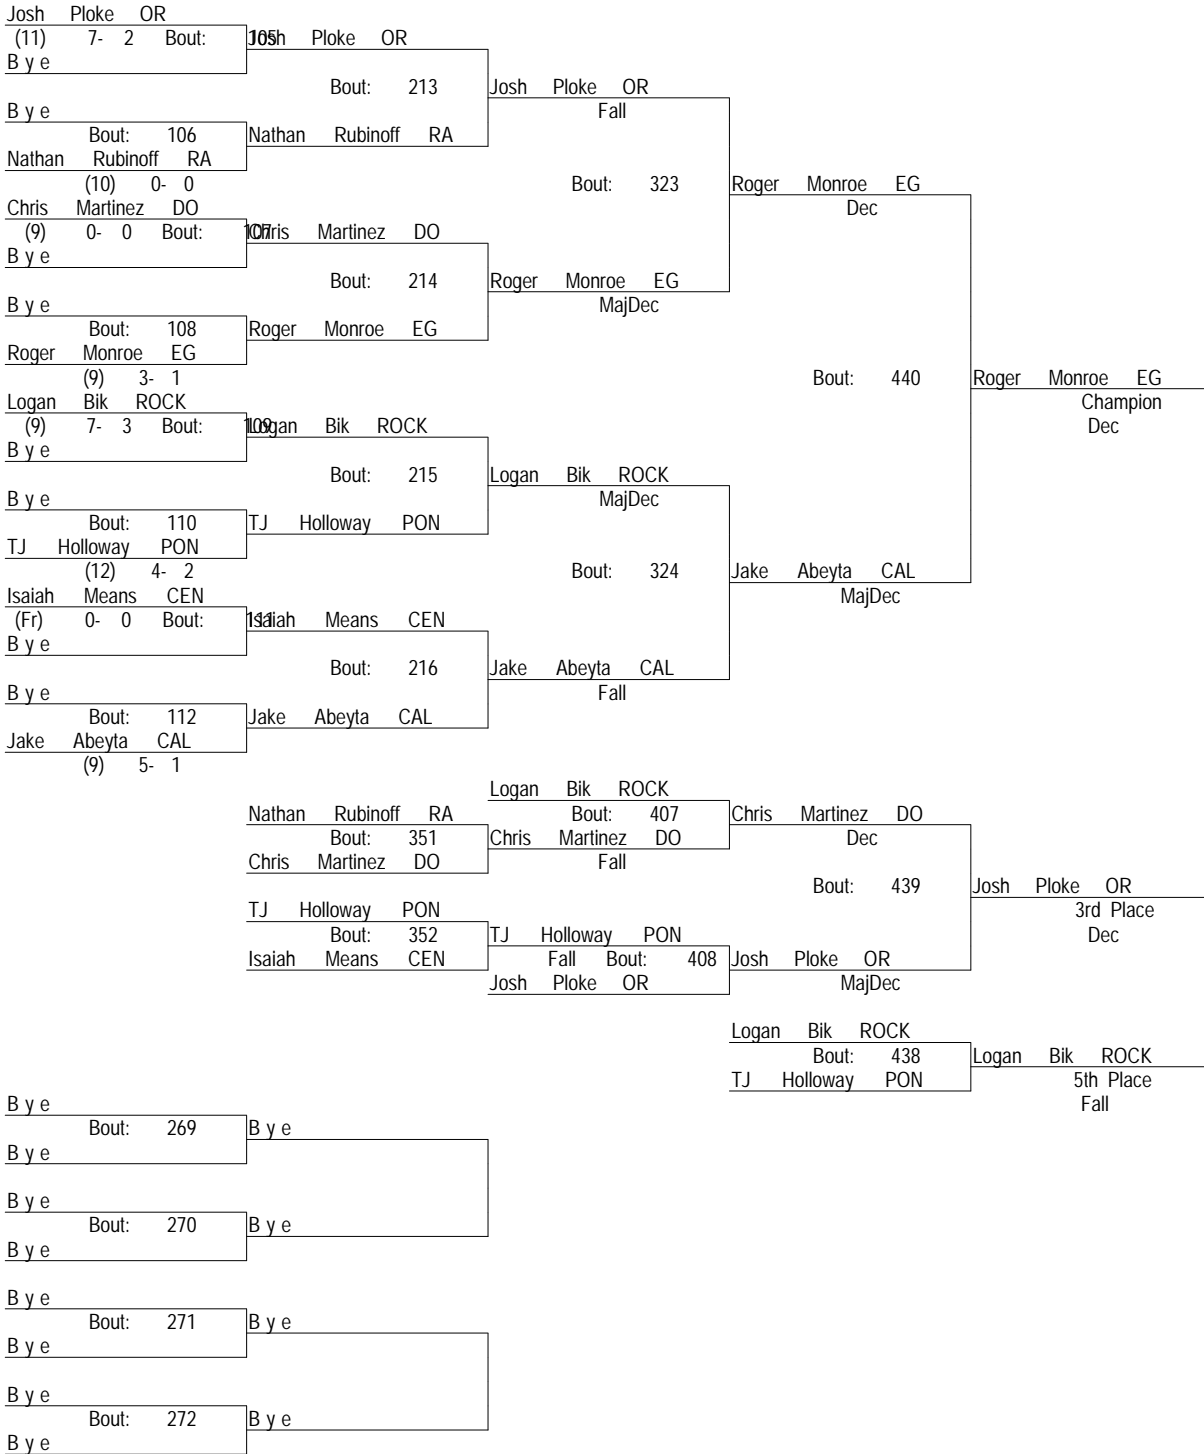 Josh Ploke OR
(11) 7- 2 Bout: 105
Josh Ploke OR
Bye
Bout: 213
Josh Ploke OR
Fall
Bye
Bout: 106
Nathan Rubinoff RA
Nathan Rubinoff RA
(10) 0- 0
Bout: 323
Roger Monroe EG
Dec
Chris Martinez DO
(9) 0- 0 Bout: 107
Chris Martinez DO
Bye
Bout: 214
Roger Monroe EG
MajDec
Bye
Bout: 108
Roger Monroe EG
Roger Monroe EG
(9) 3- 1
Bout: 440
Roger Monroe EG
Champion
Dec
Logan Bik ROCK
(9) 7- 3 Bout: 109
Logan Bik ROCK
Bye
Bout: 215
Logan Bik ROCK
MajDec
Bye
Bout: 110
TJ Holloway PON
TJ Holloway PON
(12) 4- 2
Bout: 324
Jake Abeyta CAL
MajDec
Isaiah Means CEN
(Fr) 0- 0 Bout: 111
Isaiah Means CEN
Bye
Bout: 216
Jake Abeyta CAL
Fall
Bye
Bout: 112
Jake Abeyta CAL
Jake Abeyta CAL
(9) 5- 1
Logan Bik ROCK
Nathan Rubinoff RA
Bout: 407
Chris Martinez DO
Dec
Bout: 351
Chris Martinez DO
Fall
Chris Martinez DO
Bout: 439
Josh Ploke OR
3rd Place
Dec
TJ Holloway PON
Bout: 352
TJ Holloway PON
Isaiah Means CEN
Fall Bout: 408
Josh Ploke OR
MajDec
Josh Ploke OR
Logan Bik ROCK
Bout: 438
Logan Bik ROCK
TJ Holloway PON
5th Place
Fall
Bye
Bout: 269
Bye
Bye
Bye
Bout: 270
Bye
Bye
Bye
Bout: 271
Bye
Bye
Bye
Bout: 272
Bye
Bye